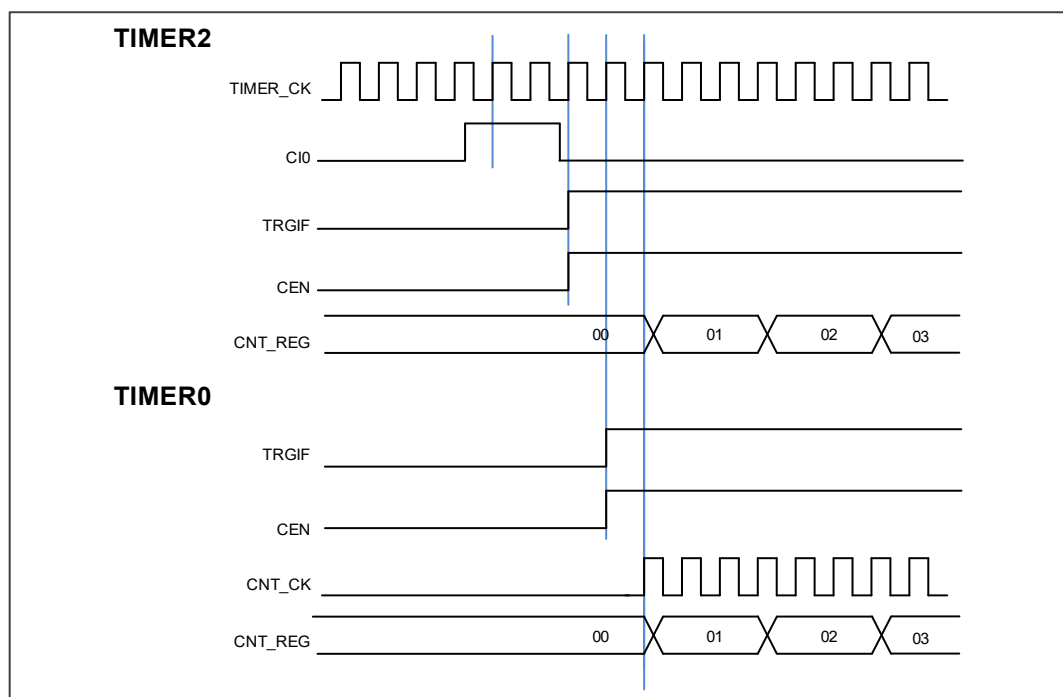 TIMER2
TIMER_CK
CI0
TRGIF
CEN
CNT_REG 00 01 02 03
TIMER0
TRGIF
CEN
CNT_CK
CNT_REG 00 01 02 03